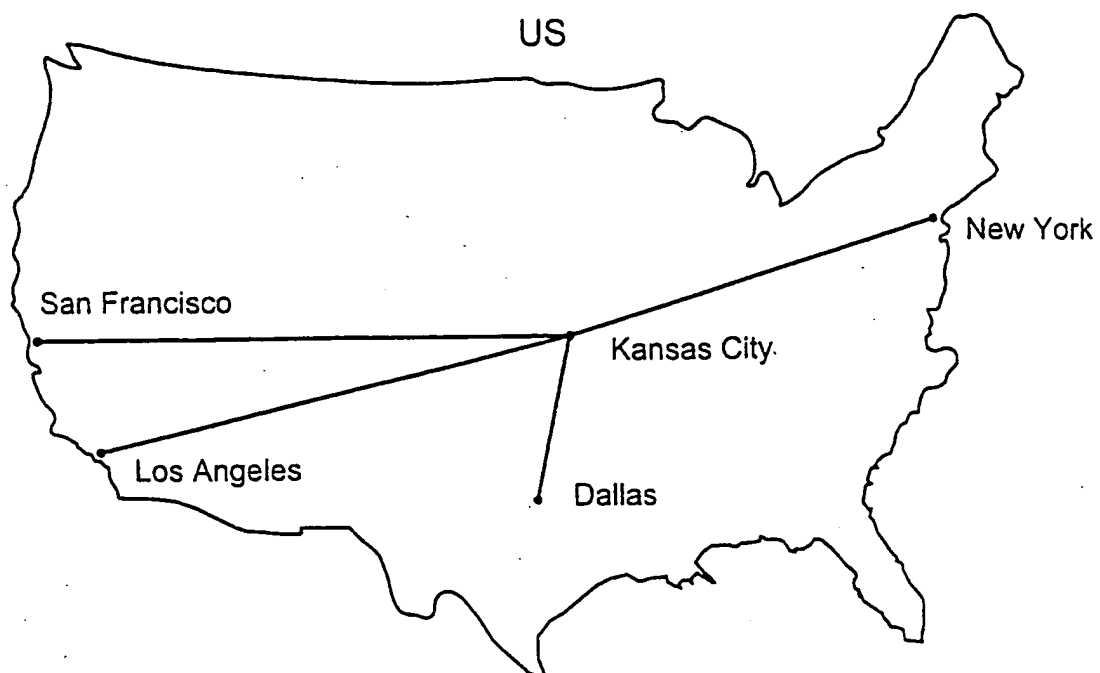 US
New York
San Francisco
Kansas City
Los Angeles
Dallas